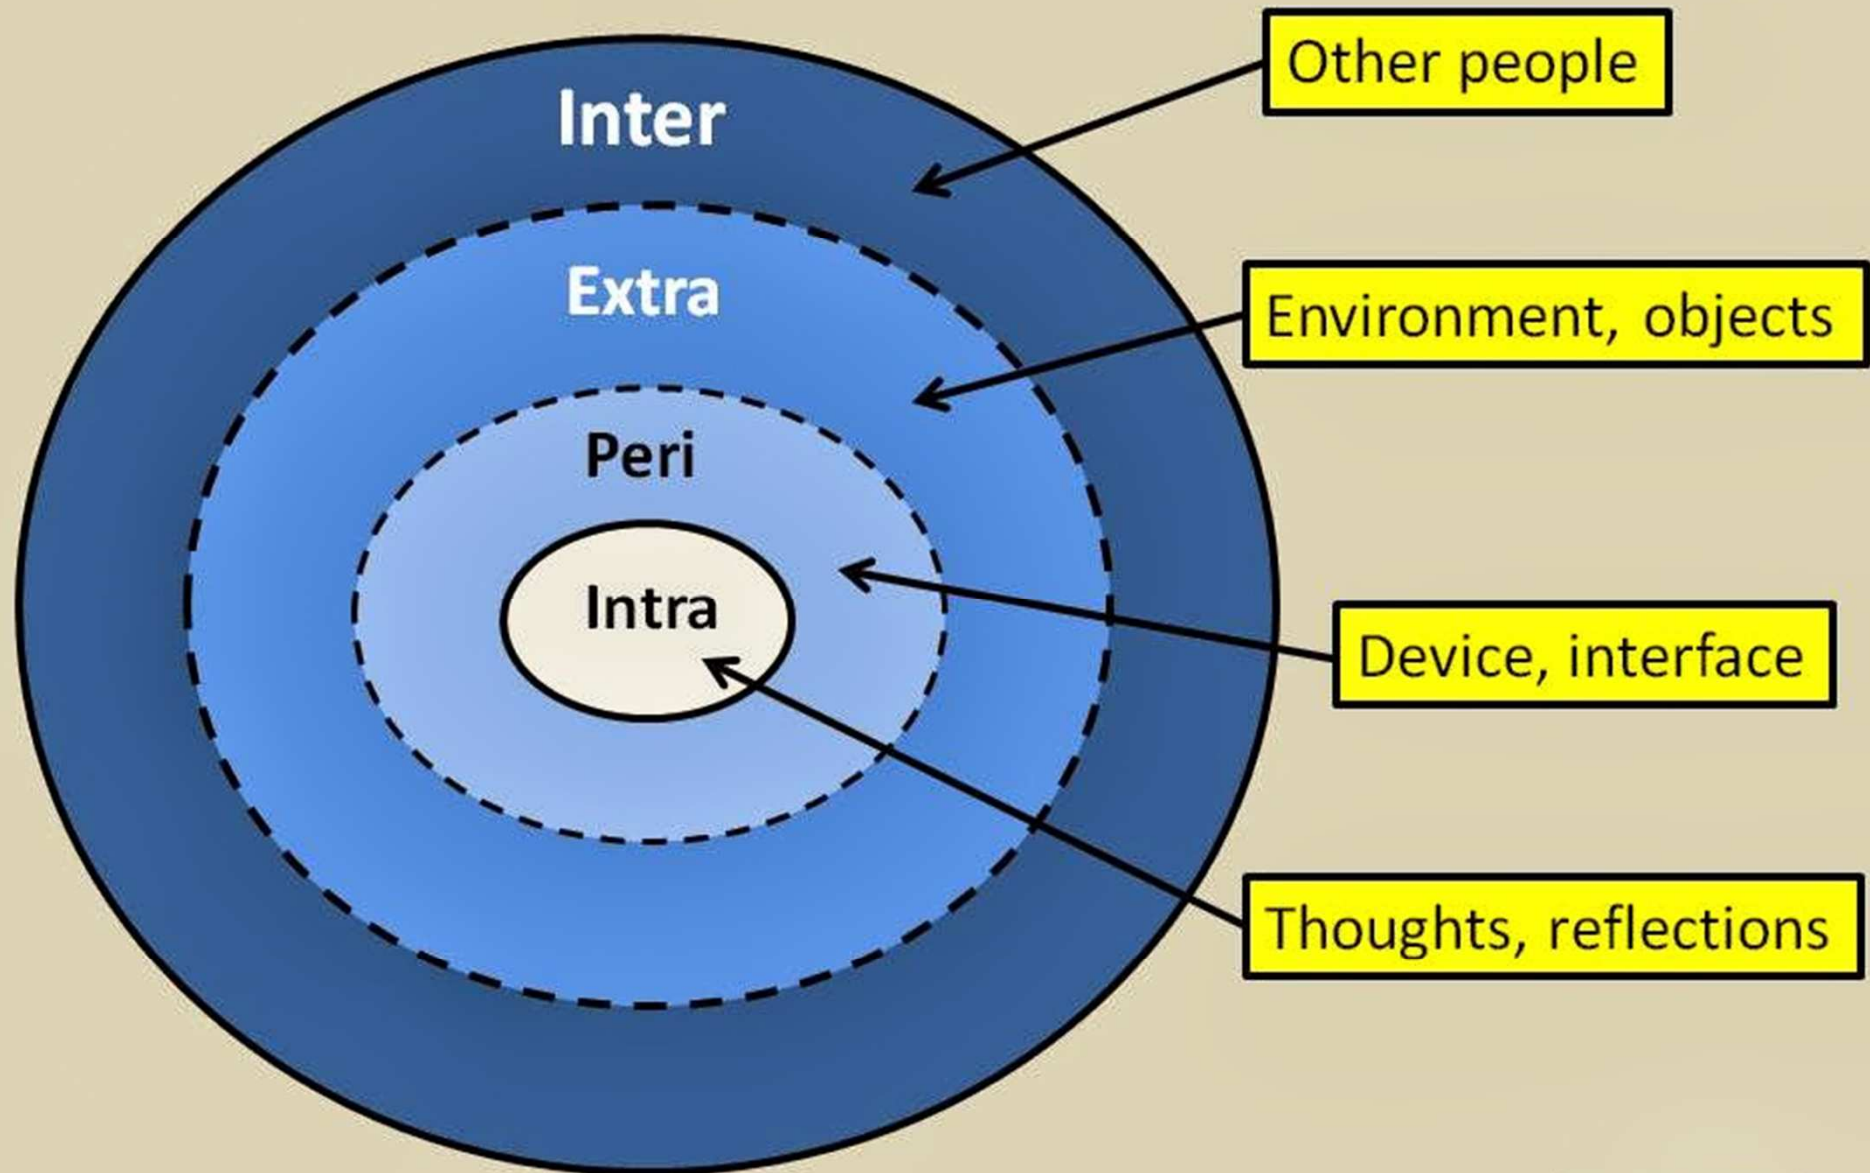 Other people
Inter
Extra
Environment, objects
Peri
Intra
Device, interface
Thoughts, reflections